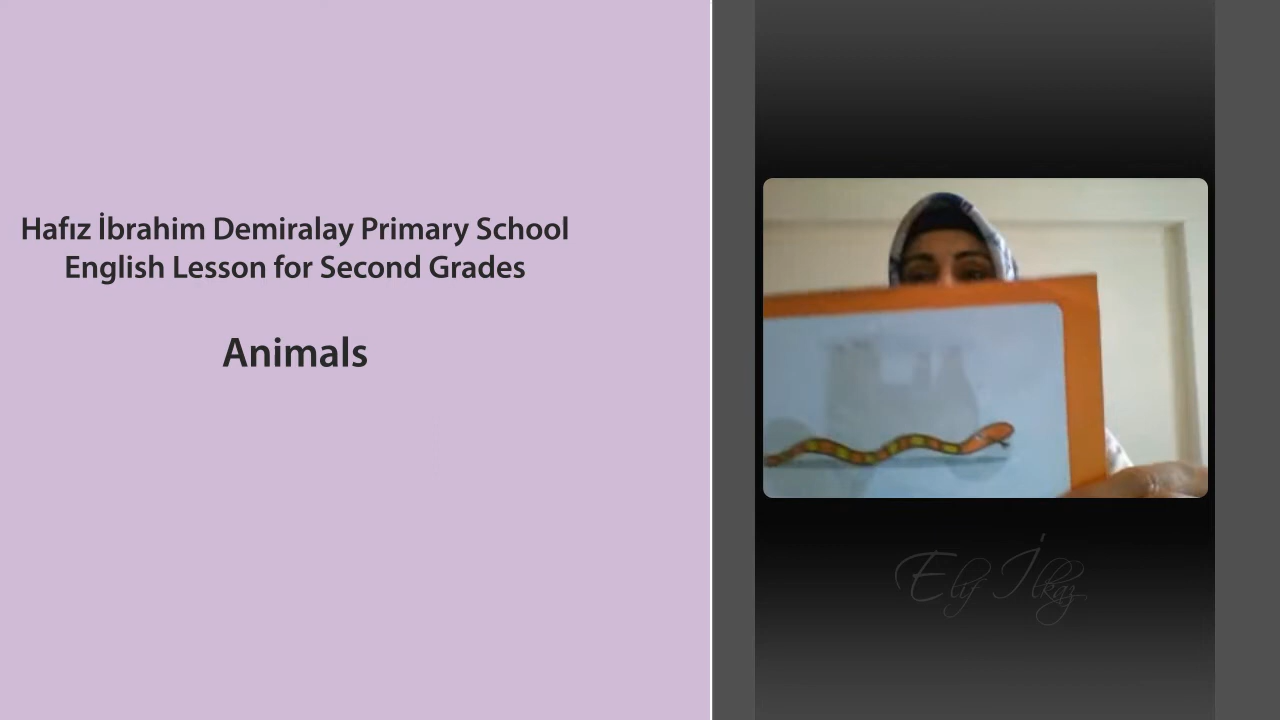 Hafız İbrahim Demiralay Primary School
English Lesson for Second Grades
Animals
Elif İlkaz